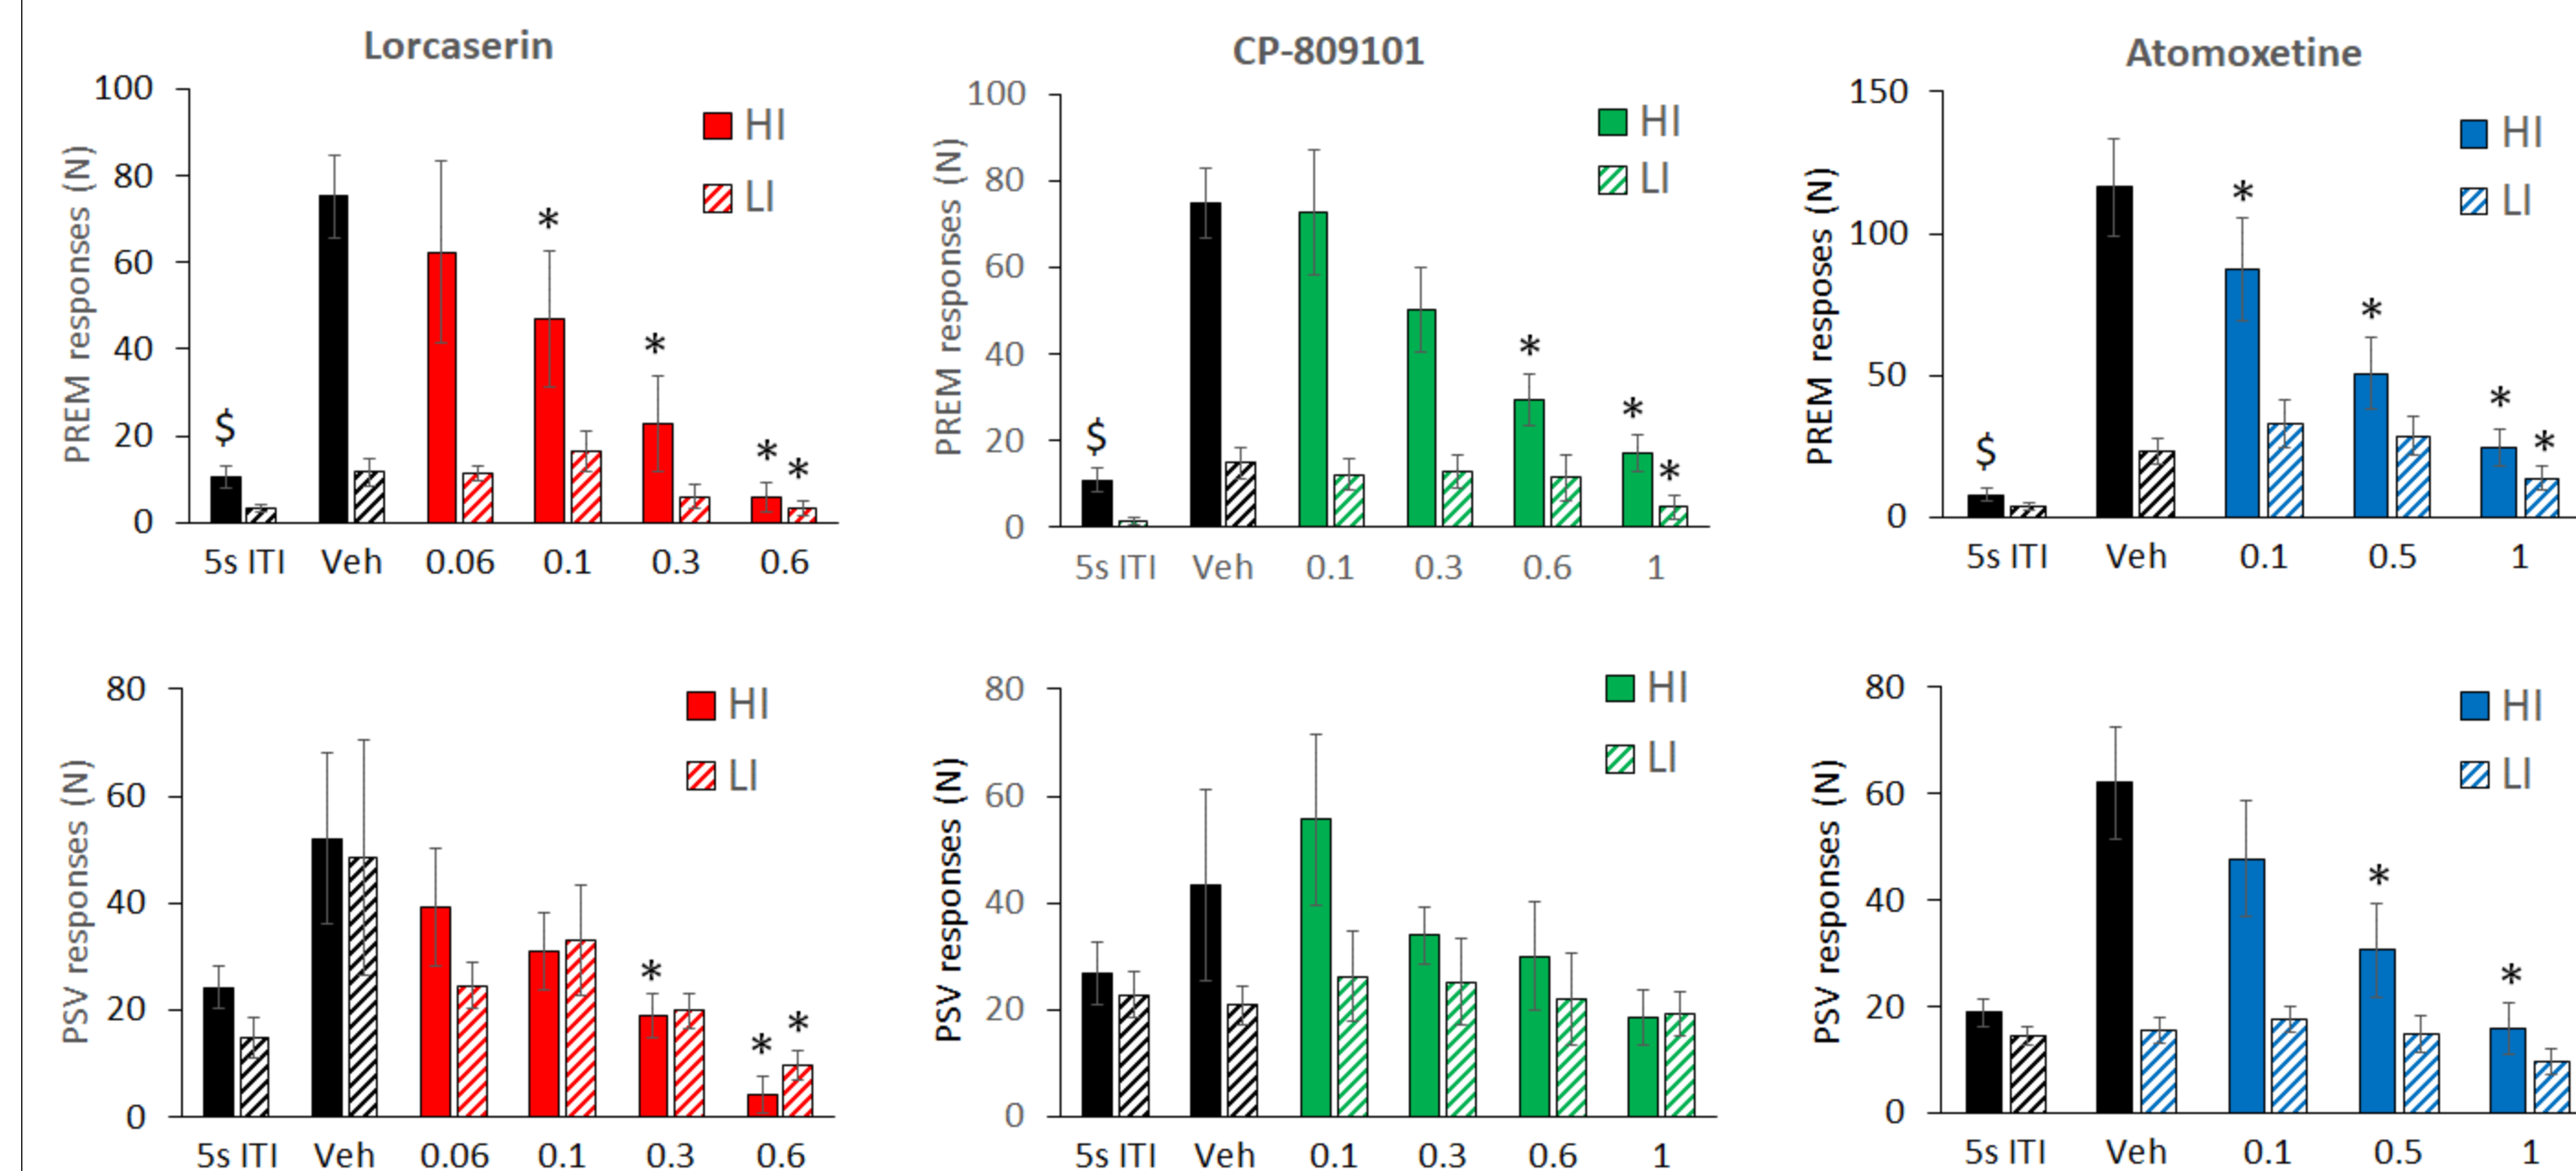 Lorcaserin
PREM responses (N)
100
80
60
40
20
0
HI
LI
$
*
*
*
*
5s ITI Veh 0.06 0.1 0.3 0.6
CP-809101
PREM responses (N)
100
80
60
40
20
0
HI
LI
$
*
*
*
5s ITI Veh 0.1 0.3 0.6 1
Atomoxetine
PREM resposes (N)
150
100
50
0
HI
LI
$
*
*
*
*
5s ITI Veh 0.1 0.5 1
PSV responses (N)
80
60
40
20
0
HI
LI
*
*
*
5s ITI Veh 0.06 0.1 0.3 0.6
PSV responses (N)
80
60
40
20
0
HI
LI
5s ITI Veh 0.1 0.3 0.6 1
PSV responses (N)
80
60
40
20
0
HI
LI
*
*
5s ITI Veh 0.1 0.5 1